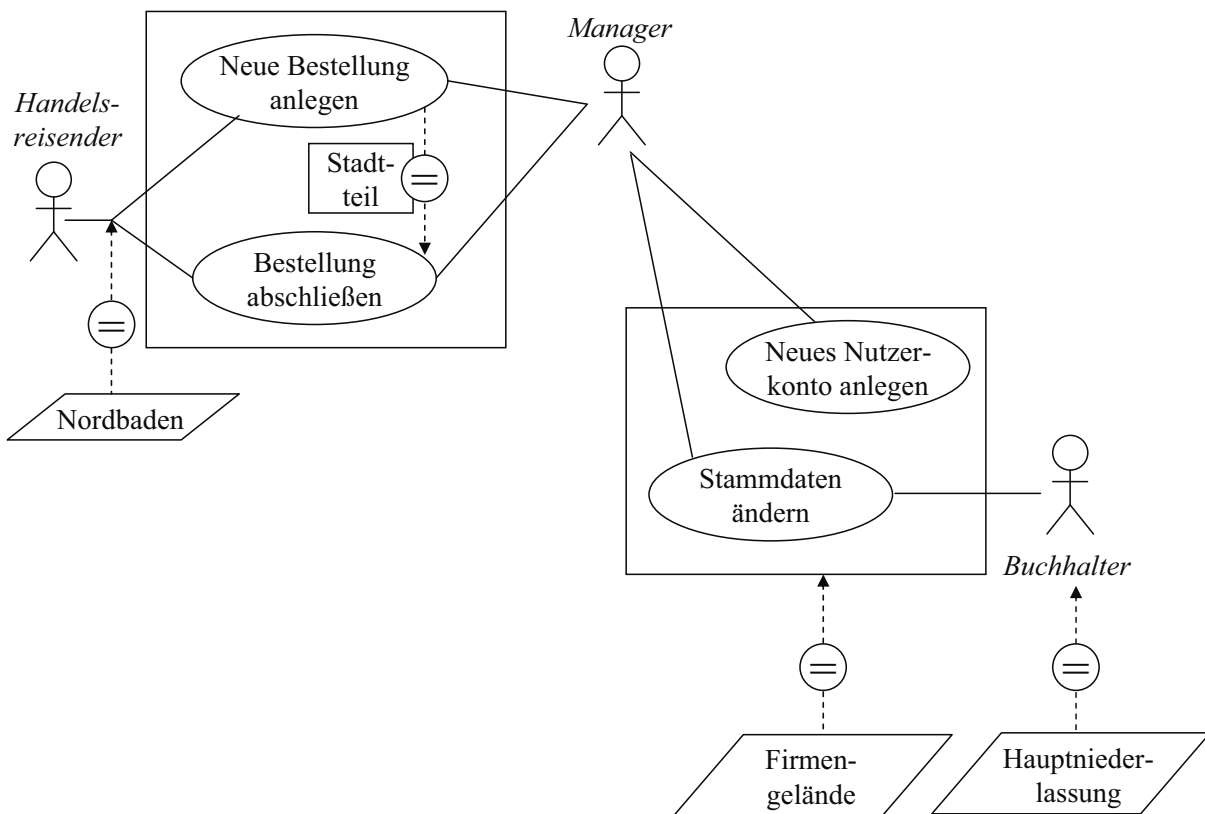 Manager
Neue Bestellung
anlegen
Handels-
reisender
Stadt-
teil
Bestellung
abschließen
Nordbaden
Neues Nutzer-
konto anlegen
Stammdaten
ändern
Buchhalter
Firmen-
gelände
Hauptnieder-
lassung